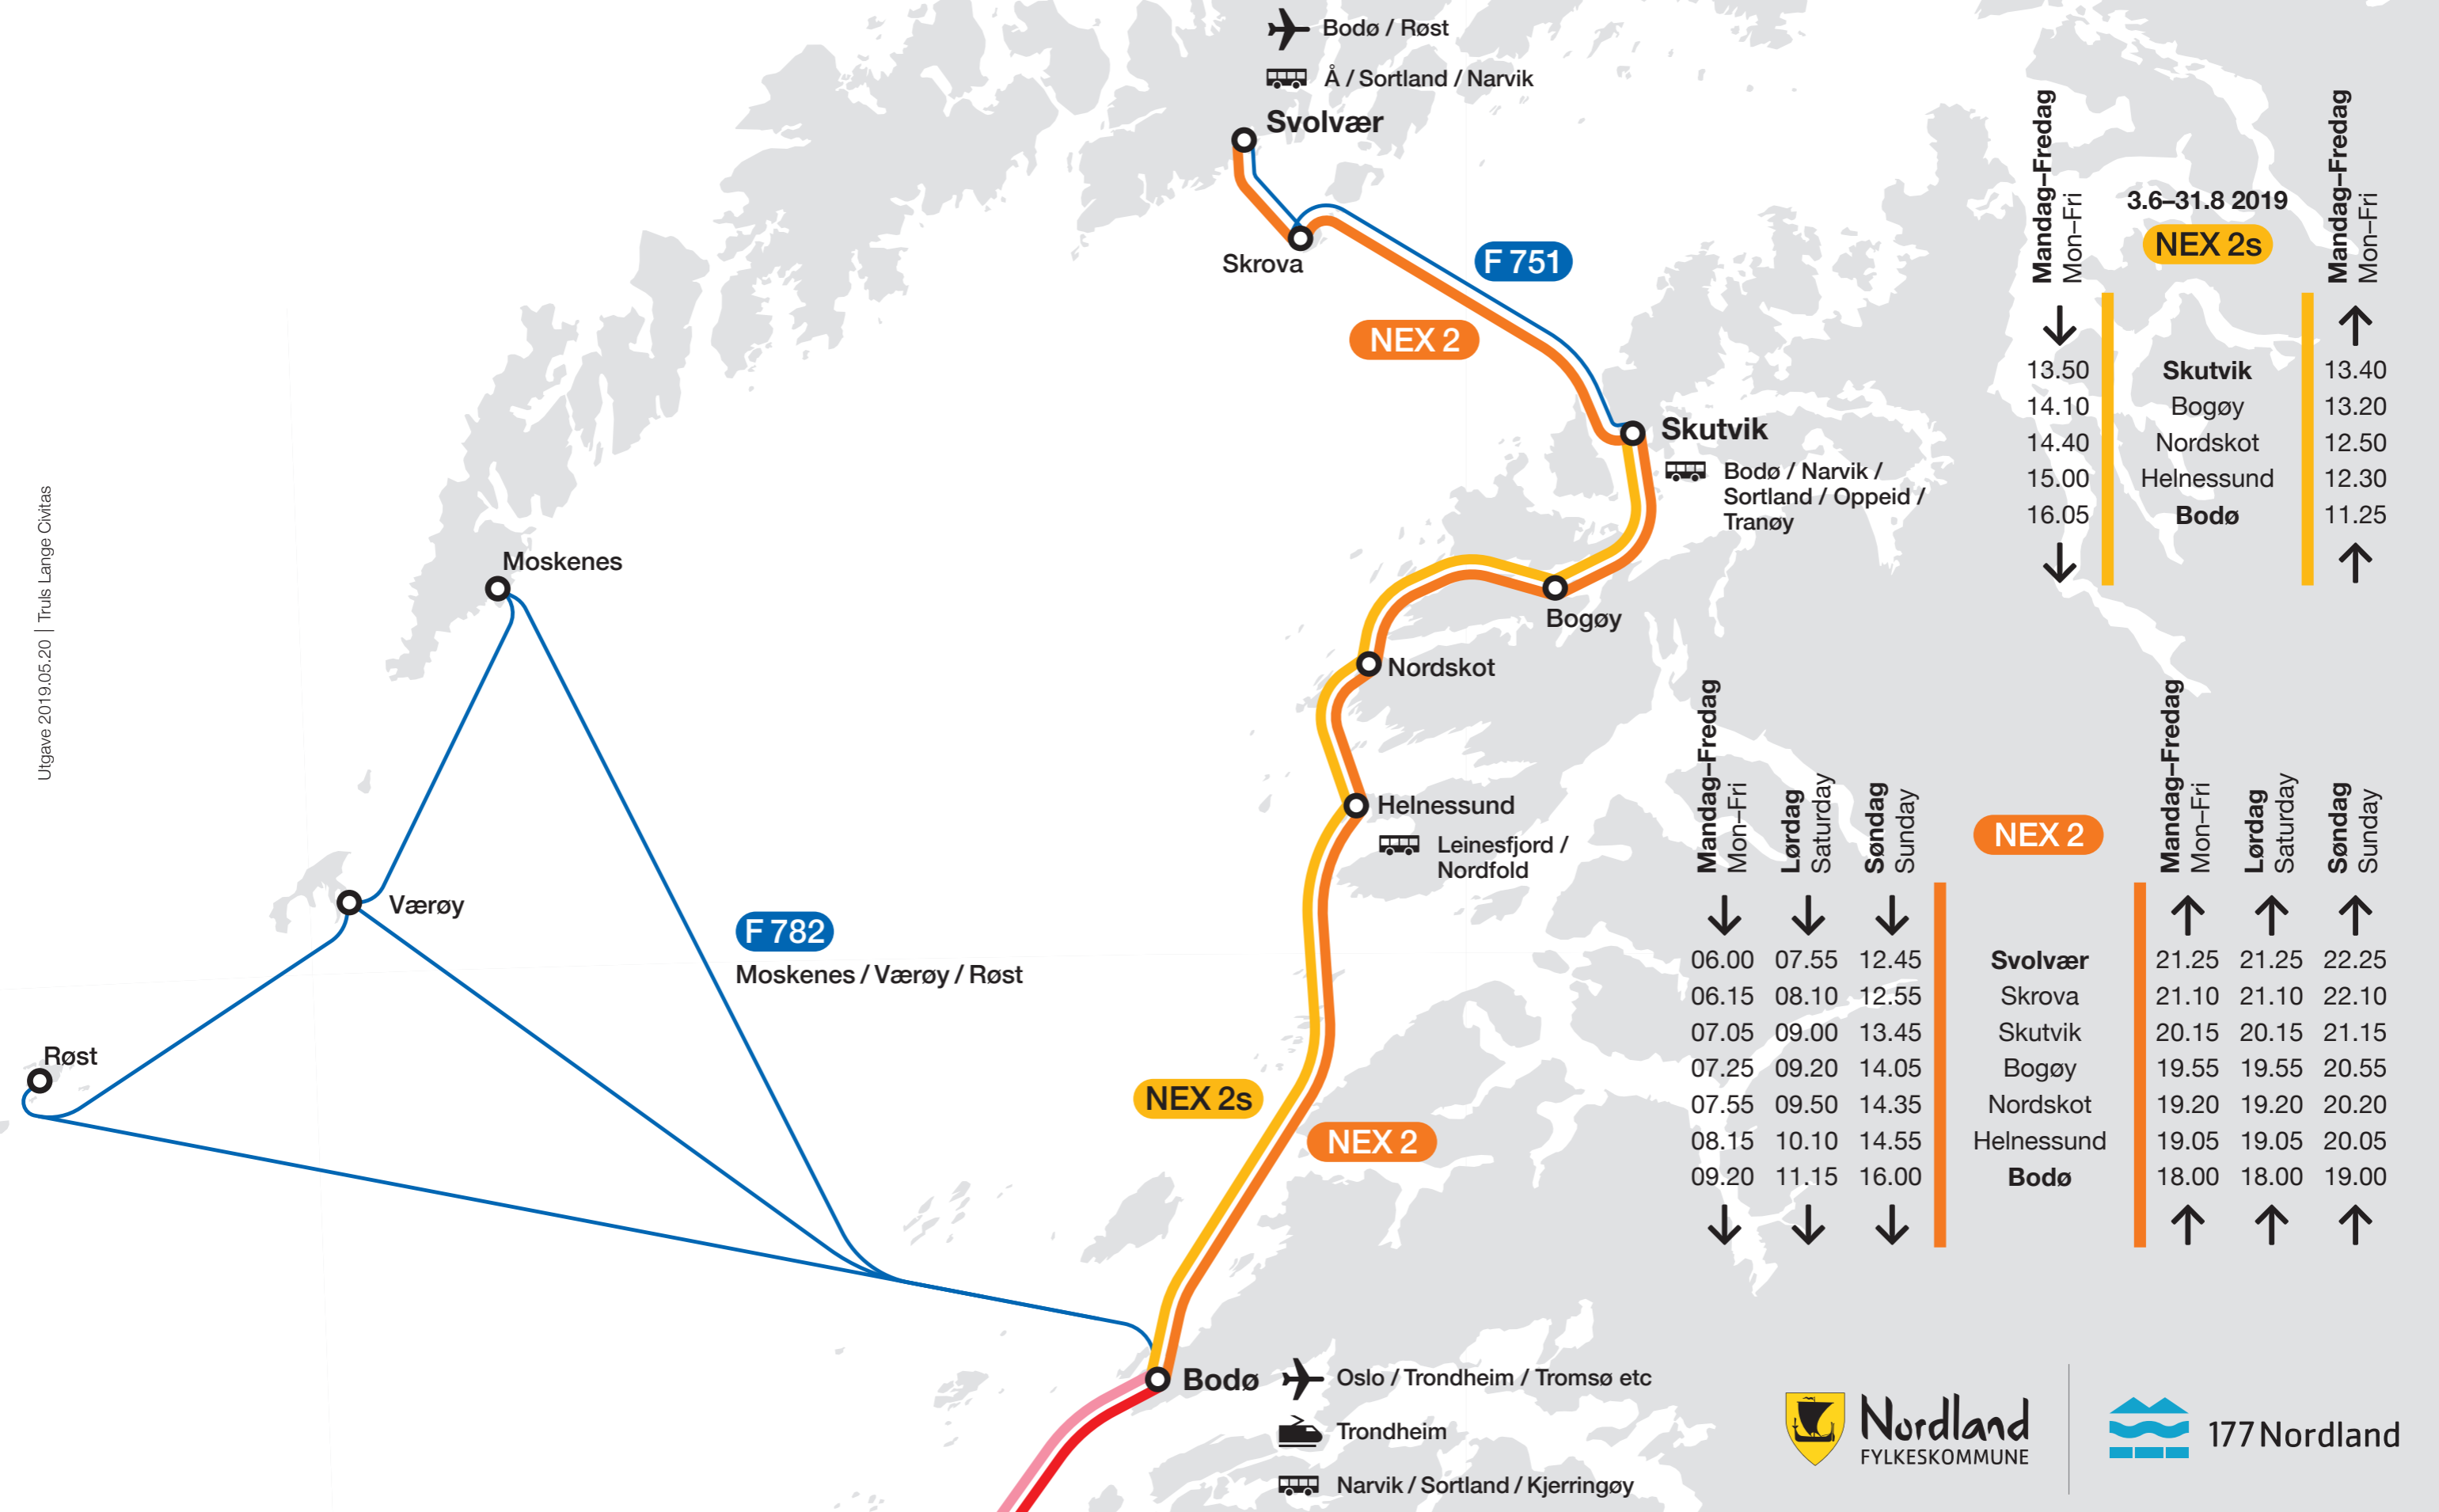 Bodø / Røst
Å / Sortland / Narvik
Svolvær
Skrova
F 751
NEX 2
Skutvik
Bodø / Narvik /
Sortland / Oppeid /
Tranøy
Bogøy
Nordskot
Helnessund
Leinesfjord /
Nordfold
Moskenes
Værøy
Røst
F 782
Moskenes / Værøy / Røst
NEX 2s
NEX 2
Bodø
Oslo / Trondheim / Tromsø etc
Trondheim
Narvik / Sortland / Kjerringøy
Utgave 2019.05.20 | Truls Lange Civitas
Mandag–Fredag
Mon–Fri
3.6–31.8 2019
NEX 2s
Mandag–Fredag
Mon–Fri
13.50 Skutvik 13.40
14.10 Bogøy 13.20
14.40 Nordskot 12.50
15.00 Helnessund 12.30
16.05 Bodø 11.25
Mandag–Fredag
Mon–Fri
Lørdag
Saturday
Søndag
Sunday
NEX 2
Mandag–Fredag
Mon–Fri
Lørdag
Saturday
Søndag
Sunday
06.00 07.55 12.45 Svolvær 21.25 21.25 22.25
06.15 08.10 12.55 Skrova 21.10 21.10 22.10
07.05 09.00 13.45 Skutvik 20.15 20.15 21.15
07.25 09.20 14.05 Bogøy 19.55 19.55 20.55
07.55 09.50 14.35 Nordskot 19.20 19.20 20.20
08.15 10.10 14.55 Helnessund 19.05 19.05 20.05
09.20 11.15 16.00 Bodø 18.00 18.00 19.00
Nordland
FYLKESKOMMUNE
177 Nordland